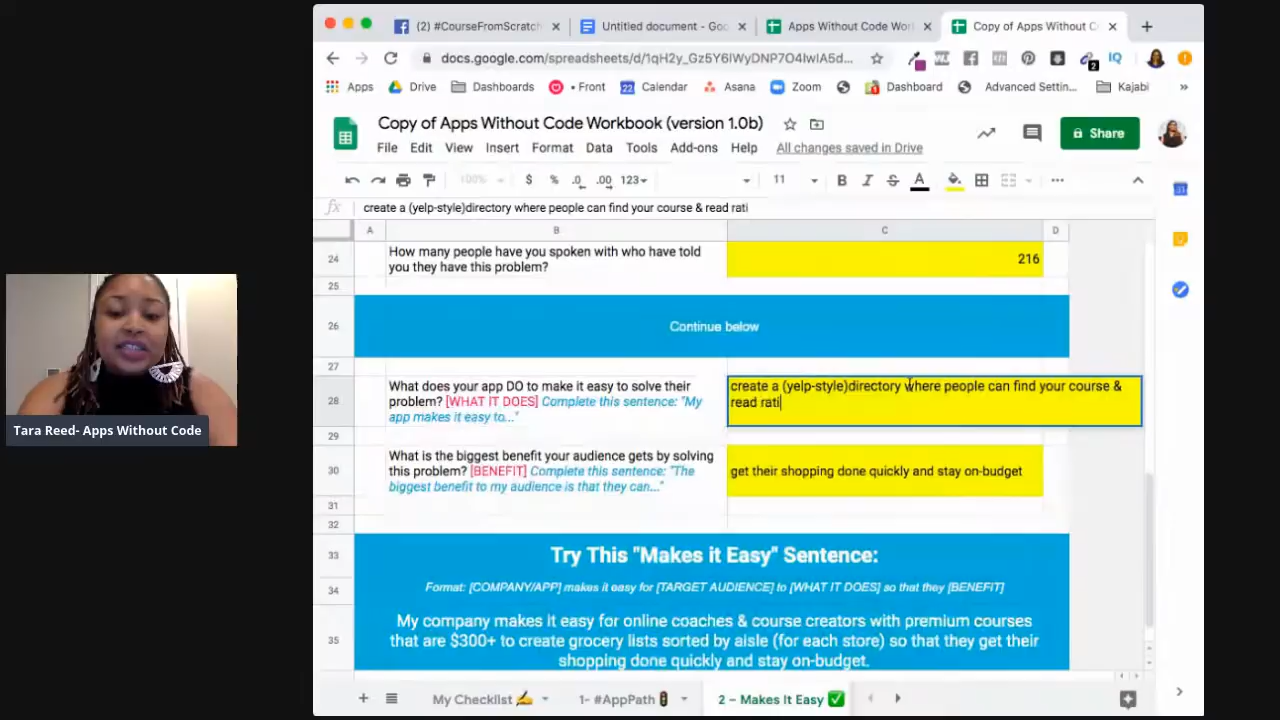 (2) #CourseFromScratch
Untitled document - Goo
Apps Without Code Wor
Copy of Apps Without C
docs.google.com/spreadsheets/d/1qH2y_Gz5Y6IWyDNP7O4IwIA5d...
2
IQ
Apps
Drive
Dashboards
• Front
22
Calendar
Asana
Zoom
Dashboard
Advanced Settin...
Kajabi
»
Copy of Apps Without Code Workbook (version 1.0b)
Share
File Edit View Insert Format Data Tools Add-ons Help
All changes saved in Drive
100% $ % .0 .00 123 11 B I S A
fx create a (yelp-style)directory where people can find your course & read rati
A B C D
24
How many people have you spoken with who have told
you they have this problem?
216
25
26
Continue below
27
28
What does your app DO to make it easy to solve their
problem? [WHAT IT DOES] Complete this sentence: "My
app makes it easy to..."
create a (yelp-style)directory where people can find your course &
read rati
29
30
What is the biggest benefit your audience gets by solving
this problem? [BENEFIT] Complete this sentence: "The
biggest benefit to my audience is that they can..."
get their shopping done quickly and stay on-budget
31
32
33
Try This "Makes it Easy" Sentence:
34
Format: [COMPANY/APP] makes it easy for [TARGET AUDIENCE] to [WHAT IT DOES] so that they [BENEFIT]
35
My company makes it easy for online coaches & course creators with premium courses
that are $300+ to create grocery lists sorted by aisle (for each store) so that they get their
shopping done quickly and stay on-budget.
My Checklist
1- #AppPath
2 – Makes It Easy
Tara Reed- Apps Without Code